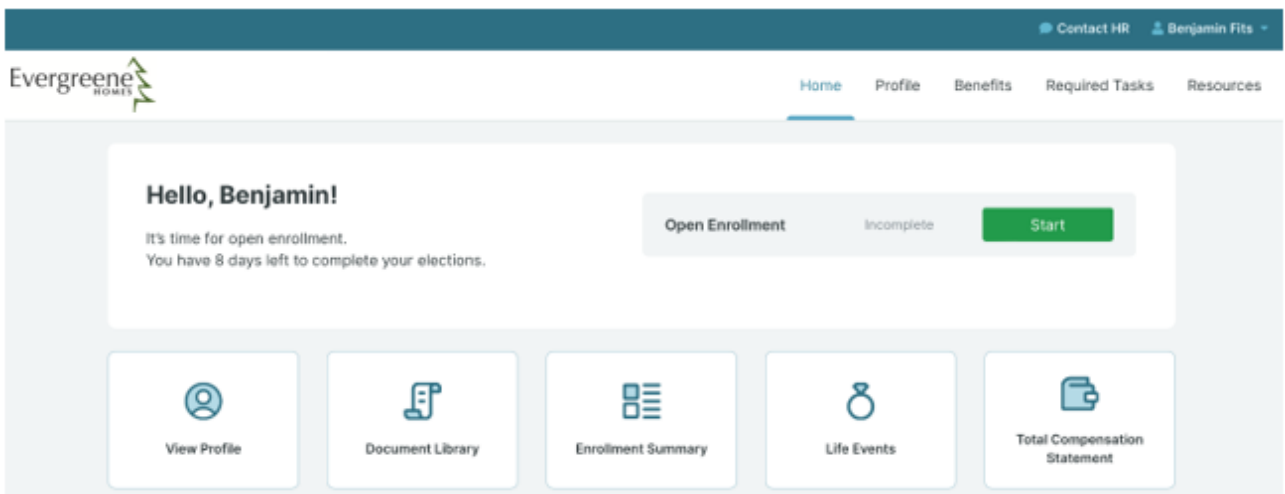 Contact HR Benjamin Fits
Evergreene
HOMES
Home Profile Benefits Required Tasks Resources
Hello, Benjamin!
It's time for open enrollment.
You have 8 days left to complete your elections.
Open Enrollment Incomplete Start
View Profile
Document Library
Enrollment Summary
Life Events
Total Compensation
Statement